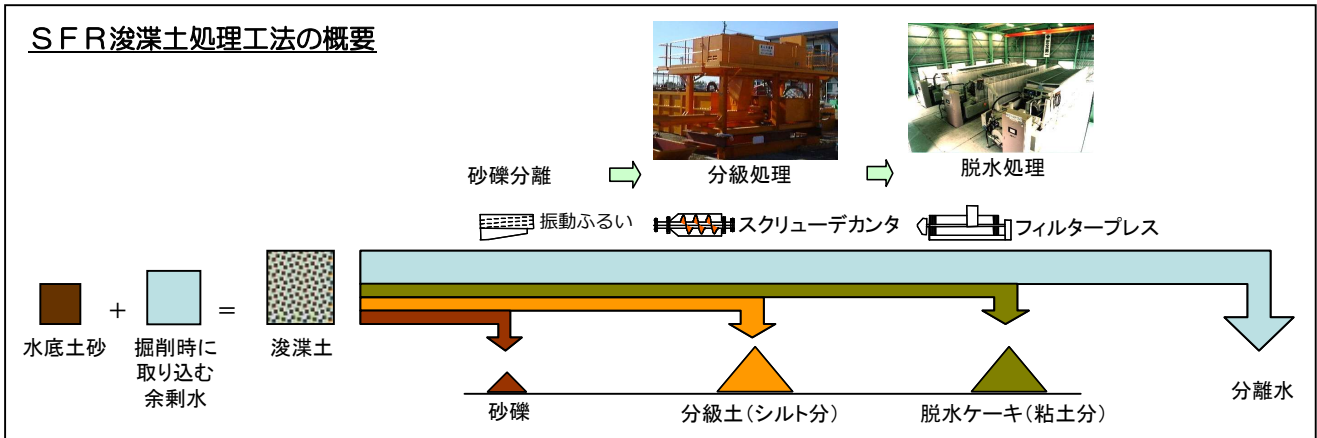 ＳＦＲ浚渫土処理工法の概要
砂礫分離
分級処理
脱水処理
振動ふるい
スクリューデカンタ
フィルタープレス
＋
＝
水底土砂
掘削時に
取り込む
余剰水
浚渫土
砂礫
分級土（シルト分）
脱水ケーキ（粘土分）
分離水